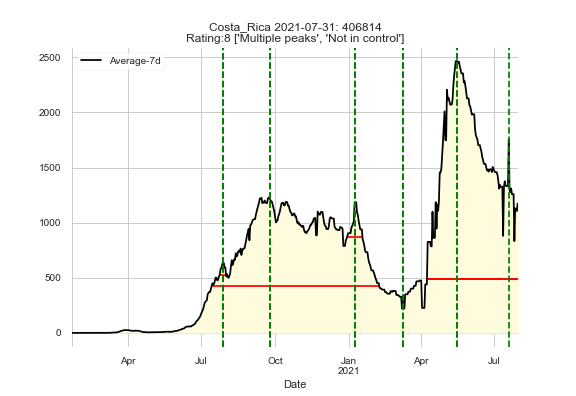 Costa_Rica 2021-07-31: 406814
Rating:8 ['Multiple peaks', 'Not in control']
Average-7d
2500
2000
1500
1000
500
0
Apr
Jul
Oct
Jan
2021
Apr
Jul
Date